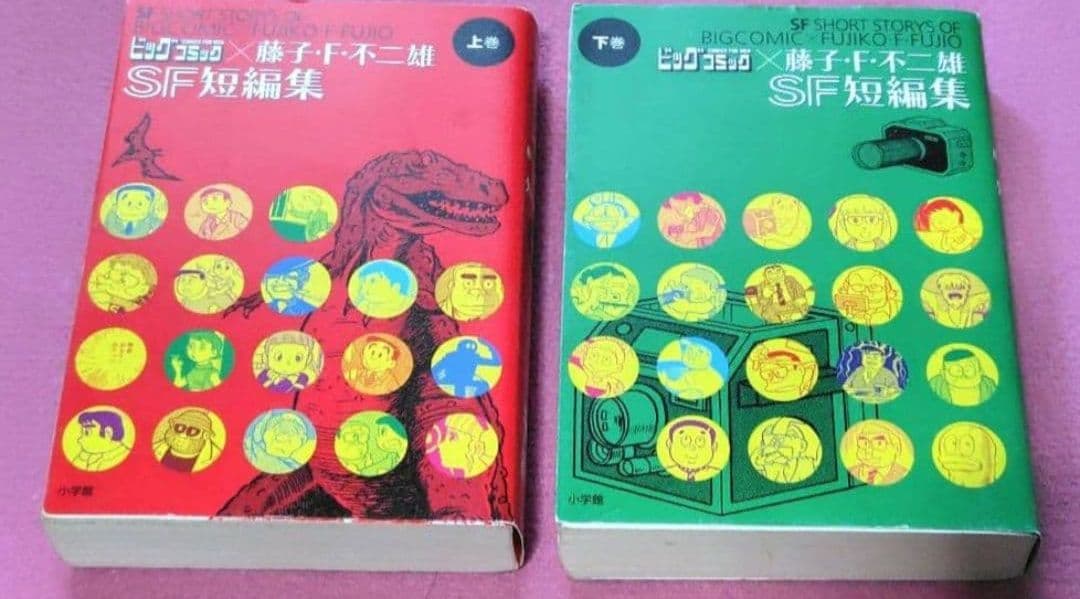 SF SHORT STORYS OF
BIGCOMIC×FUJIKO・F・FUJIO
ビッグコミック×藤子・F・不二雄
SF短編集
上巻
小学館
SF SHORT STORYS OF
BIGCOMIC×FUJIKO・F・FUJIO
下巻
ビッグコミック×藤子・F・不二雄
SF短編集
小学館